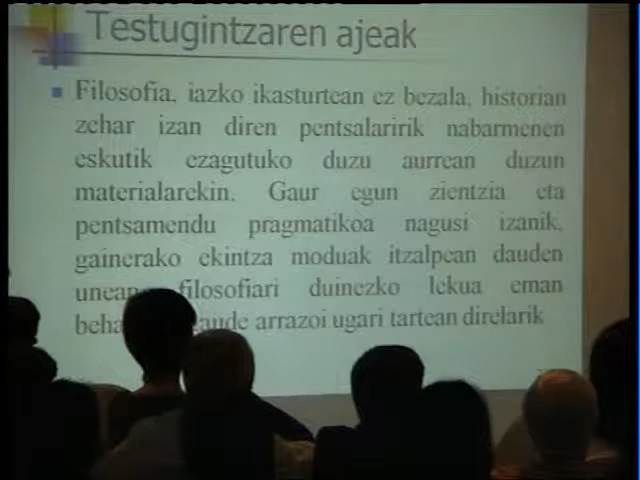 Testugintzaren ajeak
Filosofia, iazko ikasturtean ez bezala, historian
zehar izan diren pentsalaririk nabarmenen
eskutik ezagutuko duzu aurrean duzun
materialarekin. Gaur egun zientzia eta
pentsamendu pragmatikoa nagusi izanik,
gainerako ekintza moduak itzalpean dauden
unean filosofiari duinezko lekua eman
arrazoi ugari tartean direlarik